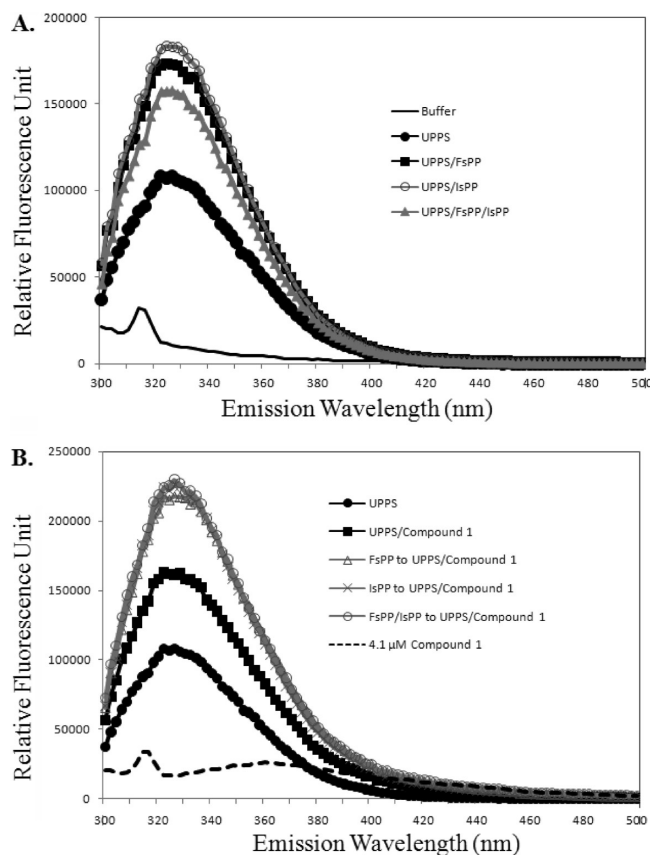 A.
Relative Fluorescence Unit
200000
150000
100000
50000
0
300 320 340 360 380 400 420 440 460 480 500
Emission Wavelength (nm)
Buffer
UPPS
UPPS/FsPP
UPPS/IsPP
UPPS/FsPP/IsPP
B.
Relative Fluorescence Unit
250000
200000
150000
100000
50000
0
300 320 340 360 380 400 420 440 460 480 500
Emission Wavelength (nm)
UPPS
UPPS/Compound 1
FsPP to UPPS/Compound 1
IsPP to UPPS/Compound 1
FsPP/IsPP to UPPS/Compound 1
4.1 µM Compound 1